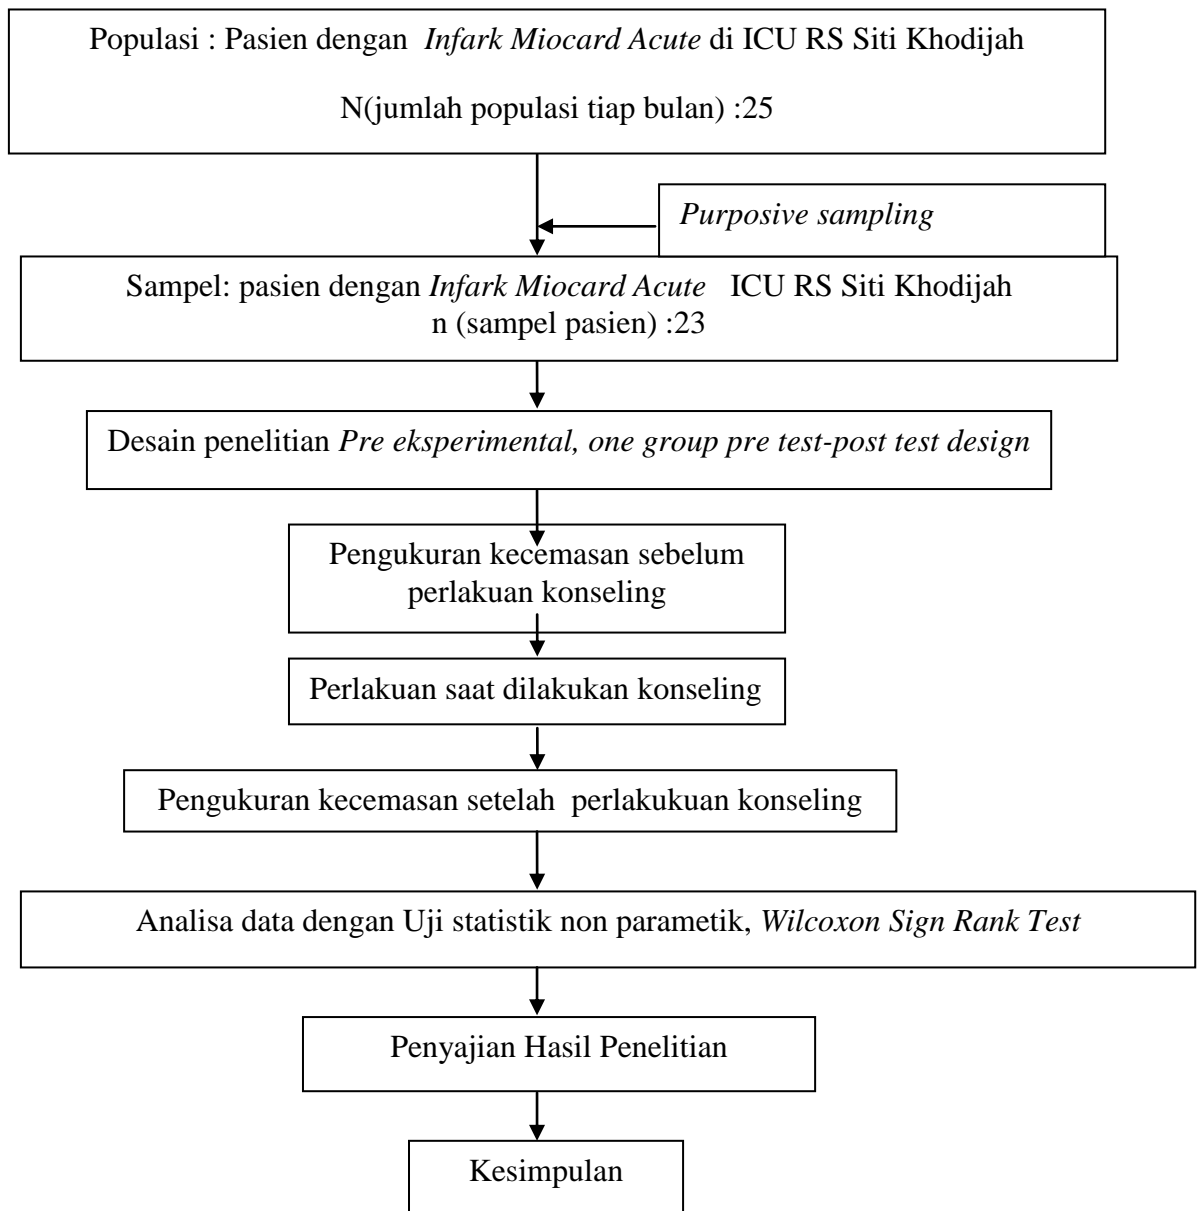 Populasi : Pasien dengan Infark Miocard Acute di ICU RS Siti Khodijah
N(jumlah populasi tiap bulan) :25
Purposive sampling
Sampel: pasien dengan Infark Miocard Acute ICU RS Siti Khodijah
n (sampel pasien) :23
Desain penelitian Pre eksperimental, one group pre test-post test design
Pengukuran kecemasan sebelum
perlakuan konseling
Perlakuan saat dilakukan konseling
Pengukuran kecemasan setelah perlakukuan konseling
Analisa data dengan Uji statistik non parametik, Wilcoxon Sign Rank Test
Penyajian Hasil Penelitian
Kesimpulan